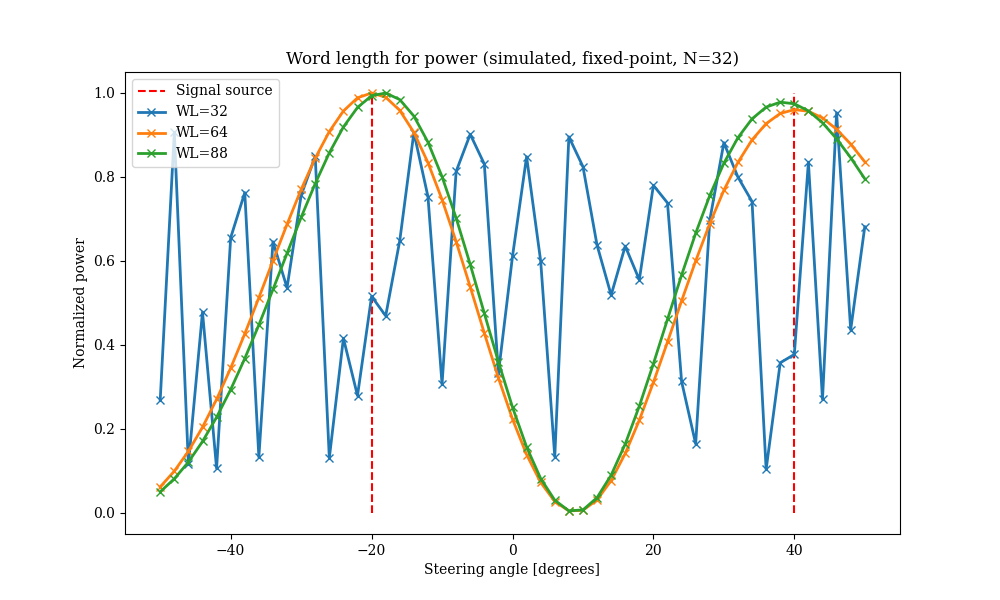 Word length for power (simulated, fixed-point, N=32)
Signal source
WL=32
WL=64
WL=88
Normalized power
1.0
0.8
0.6
0.4
0.2
0.0
−40
−20
0
20
40
Steering angle [degrees]